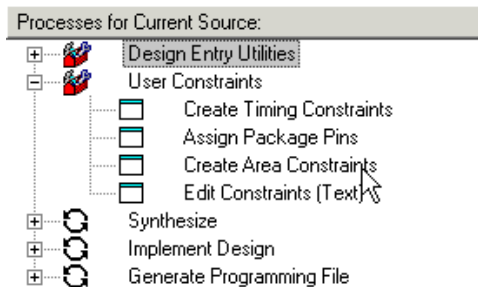 Processes for Current Source:
Design Entry Utilities
User Constraints
Create Timing Constraints
Assign Package Pins
Create Area Constraints
Edit Constraints (Text)
Synthesize
Implement Design
Generate Programming File